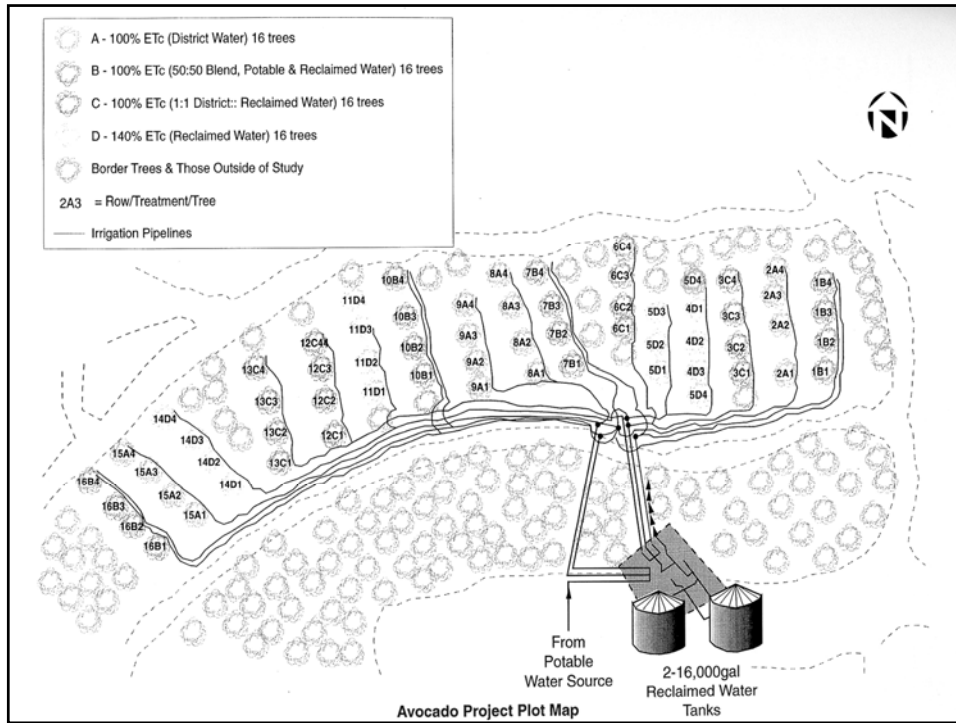 A - 100% ETc (District Water) 16 trees
B - 100% ETc (50:50 Blend, Potable & Reclaimed Water) 16 trees
C - 100% ETc (1:1 District:: Reclaimed Water) 16 trees
D - 140% ETc (Reclaimed Water) 16 trees
Border Trees & Those Outside of Study
2A3 = Row/Treatment/Tree
Irrigation Pipelines
N
16B4
16B3
16B2
16B1
15A4
15A3
15A2
15A1
14D4
14D3
14D2
14D1
13C4
13C3
13C2
13C1
12C44
12C3
12C2
12C1
11D4
11D3
11D2
11D1
10B4
10B3
10B2
10B1
9A4
9A3
9A2
9A1
8A4
8A3
8A2
8A1
7B4
7B3
7B2
7B1
6C4
6C3
6C2
6C1
5D3
5D2
5D1
5D4
4D1
4D2
4D3
5D4
3C4
3C3
3C2
3C1
2A4
2A3
2A2
2A1
1B4
1B3
1B2
1B1
From
Potable
Water Source
2-16,000gal
Reclaimed Water
Tanks
Avocado Project Plot Map